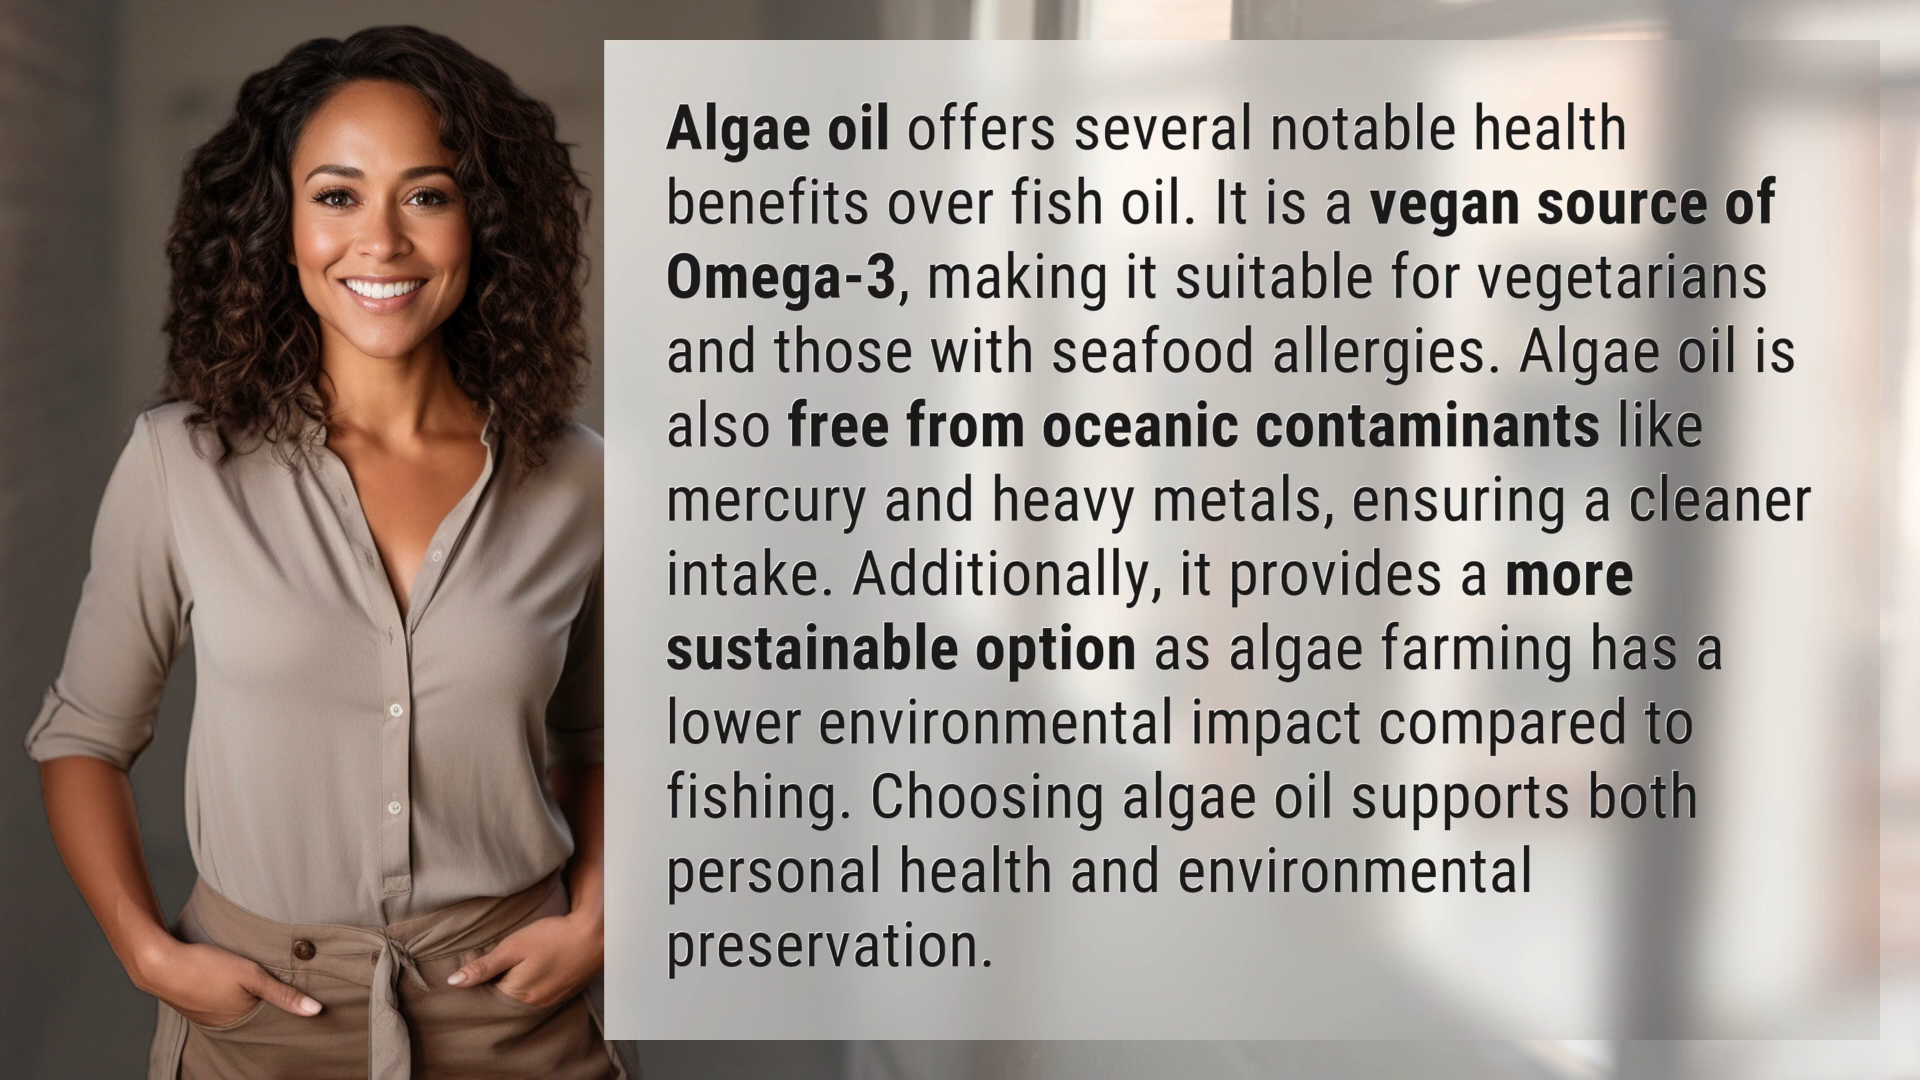 Algae oil offers several notable health
benefits over fish oil. It is a vegan source of
Omega-3, making it suitable for vegetarians
and those with seafood allergies. Algae oil is
also free from oceanic contaminants like
mercury and heavy metals, ensuring a cleaner
intake. Additionally, it provides a more
sustainable option as algae farming has a
lower environmental impact compared to
fishing. Choosing algae oil supports both
personal health and environmental
preservation.